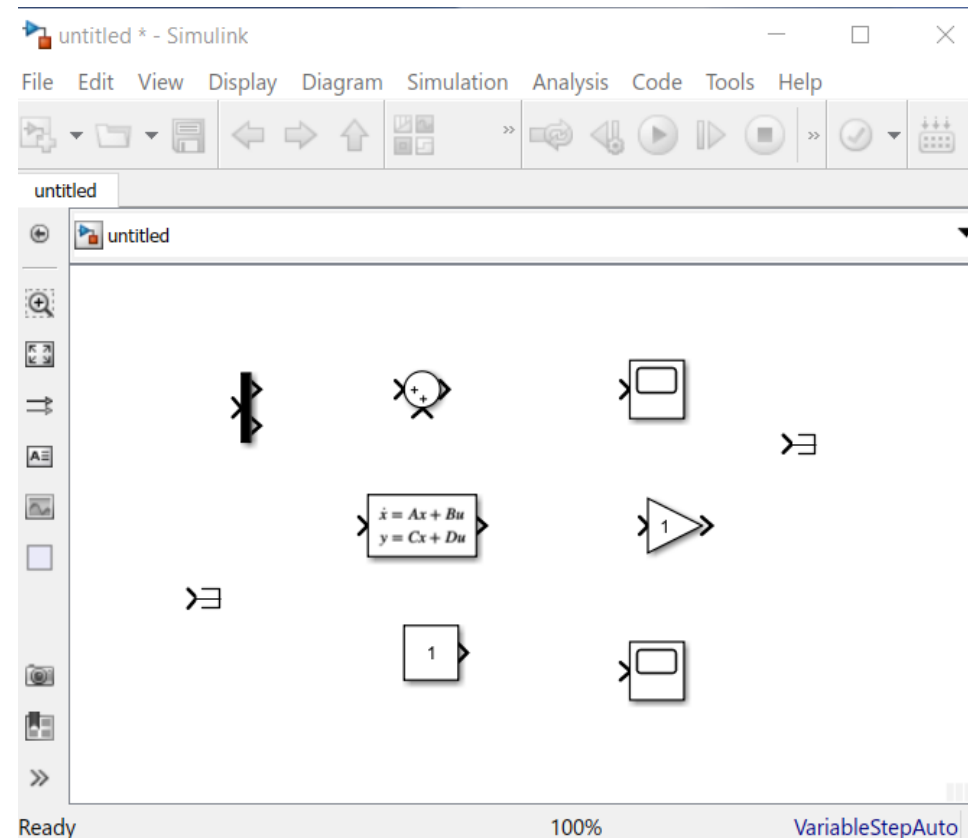 untitled * - Simulink
File Edit View Display Diagram Simulation Analysis Code Tools Help
untitled
untitled
+
+
ẋ = Ax + Bu
y = Cx + Du
1
1
Ready 100% VariableStepAuto